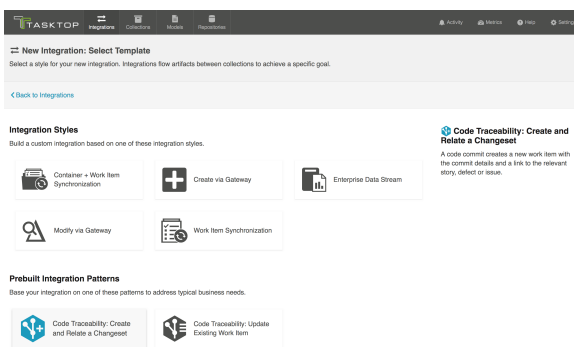 TASKTOP
Integrations
Collections
Models
Repositories
Activity
Metrics
Help
Setting
New Integration: Select Template
Select a style for your new integration. Integrations flow artifacts between collections to achieve a specific goal.
Back to Integrations
Integration Styles
Build a custom integration based on one of these integration styles.
Container + Work Item
Synchronization
Create via Gateway
Enterprise Data Stream
Modify via Gateway
Work Item Synchronization
Prebuilt Integration Patterns
Base your integration on one of these patterns to address typical business needs.
Code Traceability: Create
and Relate a Changeset
Code Traceability: Update
Existing Work Item
Code Traceability: Create and
Relate a Changeset
A code commit creates a new work item with
the commit details and a link to the relevant
story, defect or issue.